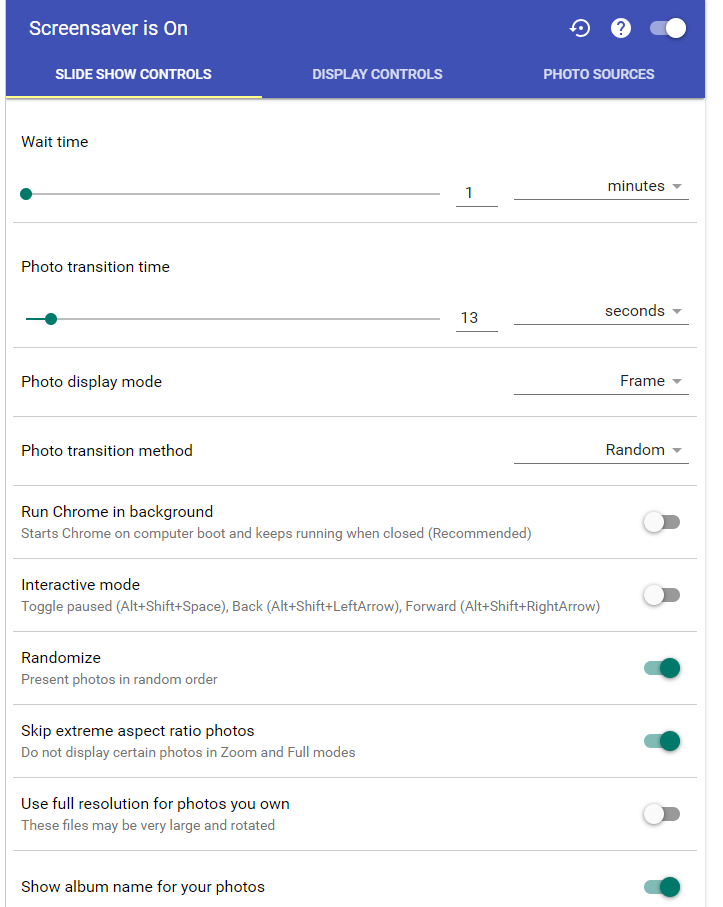 Screensaver is On
SLIDE SHOW CONTROLS DISPLAY CONTROLS PHOTO SOURCES
Wait time
1 minutes
Photo transition time
13 seconds
Photo display mode Frame
Photo transition method Random
Run Chrome in background
Starts Chrome on computer boot and keeps running when closed (Recommended)
Interactive mode
Toggle paused (Alt+Shift+Space), Back (Alt+Shift+LeftArrow), Forward (Alt+Shift+RightArrow)
Randomize
Present photos in random order
Skip extreme aspect ratio photos
Do not display certain photos in Zoom and Full modes
Use full resolution for photos you own
These files may be very large and rotated
Show album name for your photos